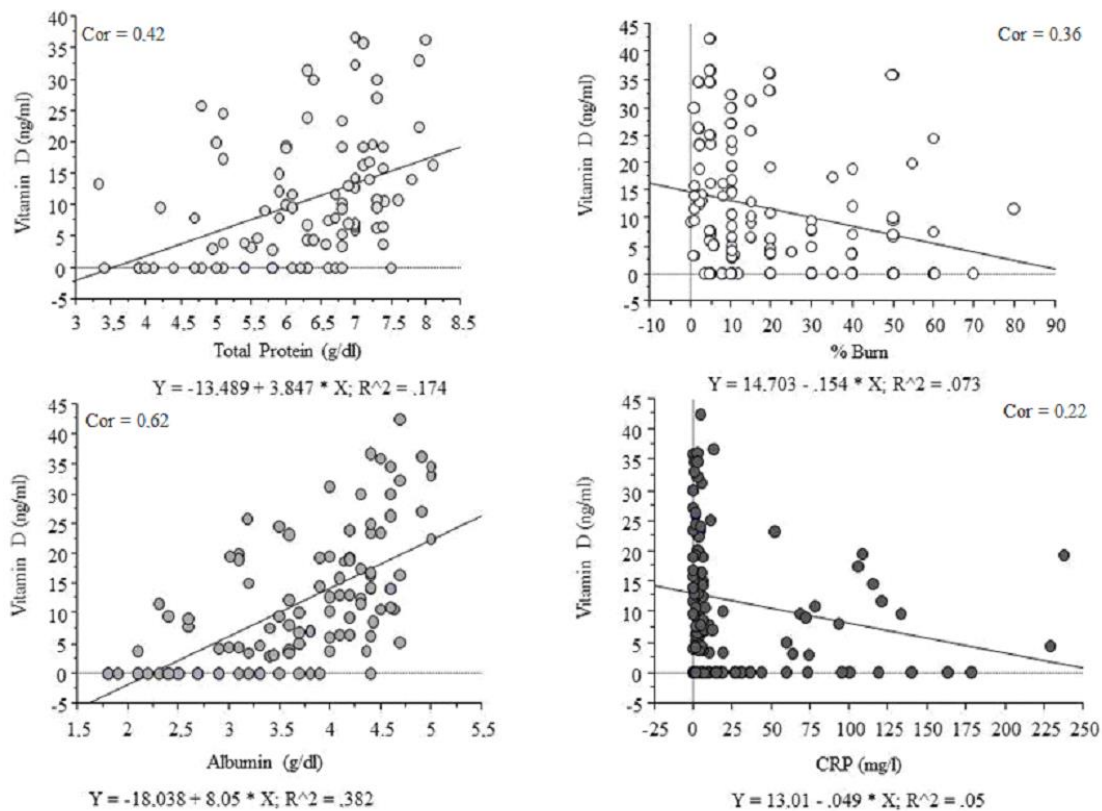 Cor = 0.42
Vitamin D (ng/ml)
40
35
30
25
20
15
10
5
0
-5
3 3.5 4 4.5 5 5.5 6 6.5 7 7.5 8 8.5
Total Protein (g/dl)
Y = -13.489 + 3.847 * X; R^2 = .174
Cor = 0.36
Vitamin D (ng/ml)
45
40
35
30
25
20
15
10
5
0
-5
-10 0 10 20 30 40 50 60 70 80 90
% Burn
Y = 14.703 - .154 * X; R^2 = .073
Cor = 0.62
Vitamin D (ng/ml)
45
40
35
30
25
20
15
10
5
0
-5
1.5 2 2.5 3 3.5 4 4.5 5 5.5
Albumin (g/dl)
Y = -18.038 + 8.05 * X; R^2 = .382
Cor = 0.22
Vitamin D (ng/ml)
45
40
35
30
25
20
15
10
5
0
-5
-25 0 25 50 75 100 125 150 175 200 225 250
CRP (mg/l)
Y = 13.01 - .049 * X; R^2 = .05